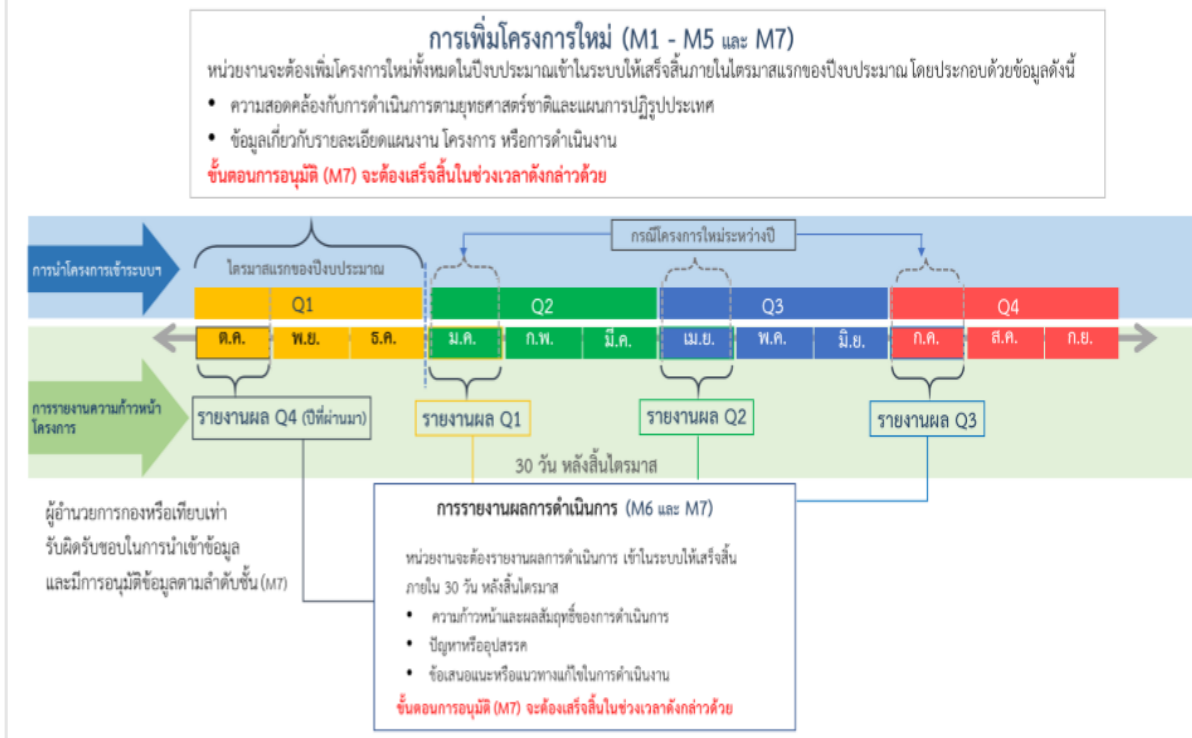 การเพิ่มโครงการใหม่ (M1 - M5 และ M7)
หน่วยงานจะต้องเพิ่มโครงการใหม่ทั้งหมดในปีงบประมาณเข้าในระบบให้เสร็จสิ้นภายในไตรมาสแรกของปีงบประมาณ โดยประกอบด้วยข้อมูลดังนี้
• ความสอดคล้องกับการดำเนินการตามยุทธศาสตร์ชาติและแผนการปฏิรูปประเทศ
• ข้อมูลเกี่ยวกับรายละเอียดแผนงาน โครงการ หรือการดำเนินงาน
ขั้นตอนการอนุมัติ (M7) จะต้องเสร็จสิ้นในช่วงเวลาดังกล่าวด้วย
การนำโครงการเข้าระบบฯ
ไตรมาสแรกของปีงบประมาณ
กรณีโครงการใหม่ระหว่างปี
Q1 Q2 Q3 Q4
ต.ค. พ.ย. ธ.ค. ม.ค. ก.พ. มี.ค. เม.ย. พ.ค. มิ.ย. ก.ค. ส.ค. ก.ย.
การรายงานความก้าวหน้า
โครงการ
รายงานผล Q4 (ปีที่ผ่านมา) รายงานผล Q1 รายงานผล Q2 รายงานผล Q3
30 วัน หลังสิ้นไตรมาส
ผู้อำนวยการกองหรือเทียบเท่า
รับผิดรับชอบในการนำเข้าข้อมูล
และมีการอนุมัติข้อมูลตามลำดับชั้น (M7)
การรายงานผลการดำเนินการ (M6 และ M7)
หน่วยงานจะต้องรายงานผลการดำเนินการ เข้าในระบบให้เสร็จสิ้น
ภายใน 30 วัน หลังสิ้นไตรมาส
• ความก้าวหน้าและผลสัมฤทธิ์ของการดำเนินการ
• ปัญหาหรืออุปสรรค
• ข้อเสนอแนะหรือแนวทางแก้ไขในการดำเนินงาน
ขั้นตอนการอนุมัติ (M7) จะต้องเสร็จสิ้นในช่วงเวลาดังกล่าวด้วย